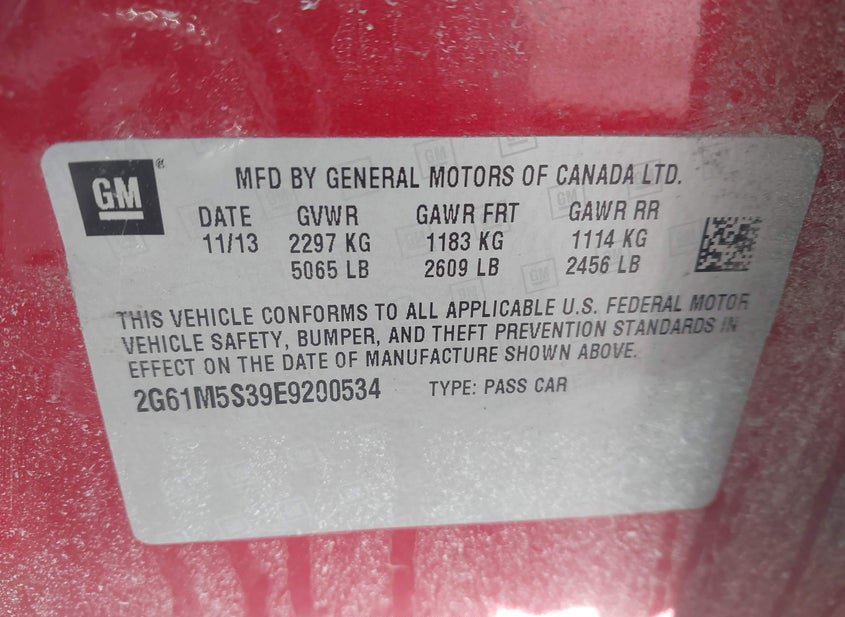 GM®
MFD BY GENERAL MOTORS OF CANADA LTD.
DATE GVWR GAWR FRT GAWR RR
11/13 2297 KG 1183 KG 1114 KG
5065 LB 2609 LB 2456 LB
THIS VEHICLE CONFORMS TO ALL APPLICABLE U.S. FEDERAL MOTOR
VEHICLE SAFETY, BUMPER, AND THEFT PREVENTION STANDARDS IN
EFFECT ON THE DATE OF MANUFACTURE SHOWN ABOVE.
2G61M5S39E9200534 TYPE: PASS CAR